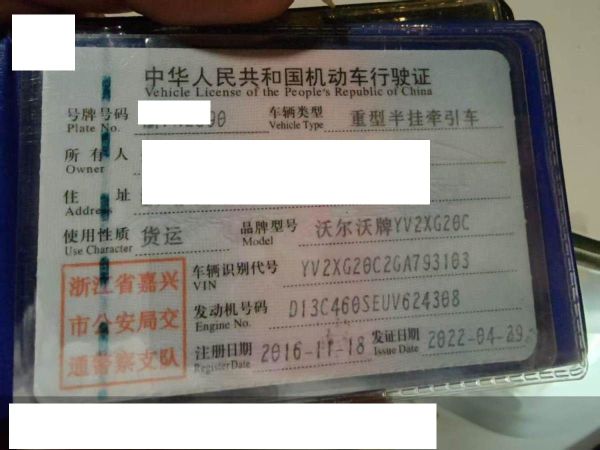 中华人民共和国机动车行驶证
Vehicle License of the People's Republic of China
号牌号码 车辆类型 重型半挂牵引车
Plate No. Vehicle Type
所有人
Owner
住址
Address
使用性质 货运 品牌型号 沃尔沃牌YV2XG20C
Use Character Model
车辆识别代号 YV2XG20C2GA793103
VIN
浙江省嘉兴
市公安局交
通警察支队
发动机号码 D13C460SEUV624308
Engine No.
注册日期 2016-11-18 发证日期 2022-04-29
Register Date Issue Date